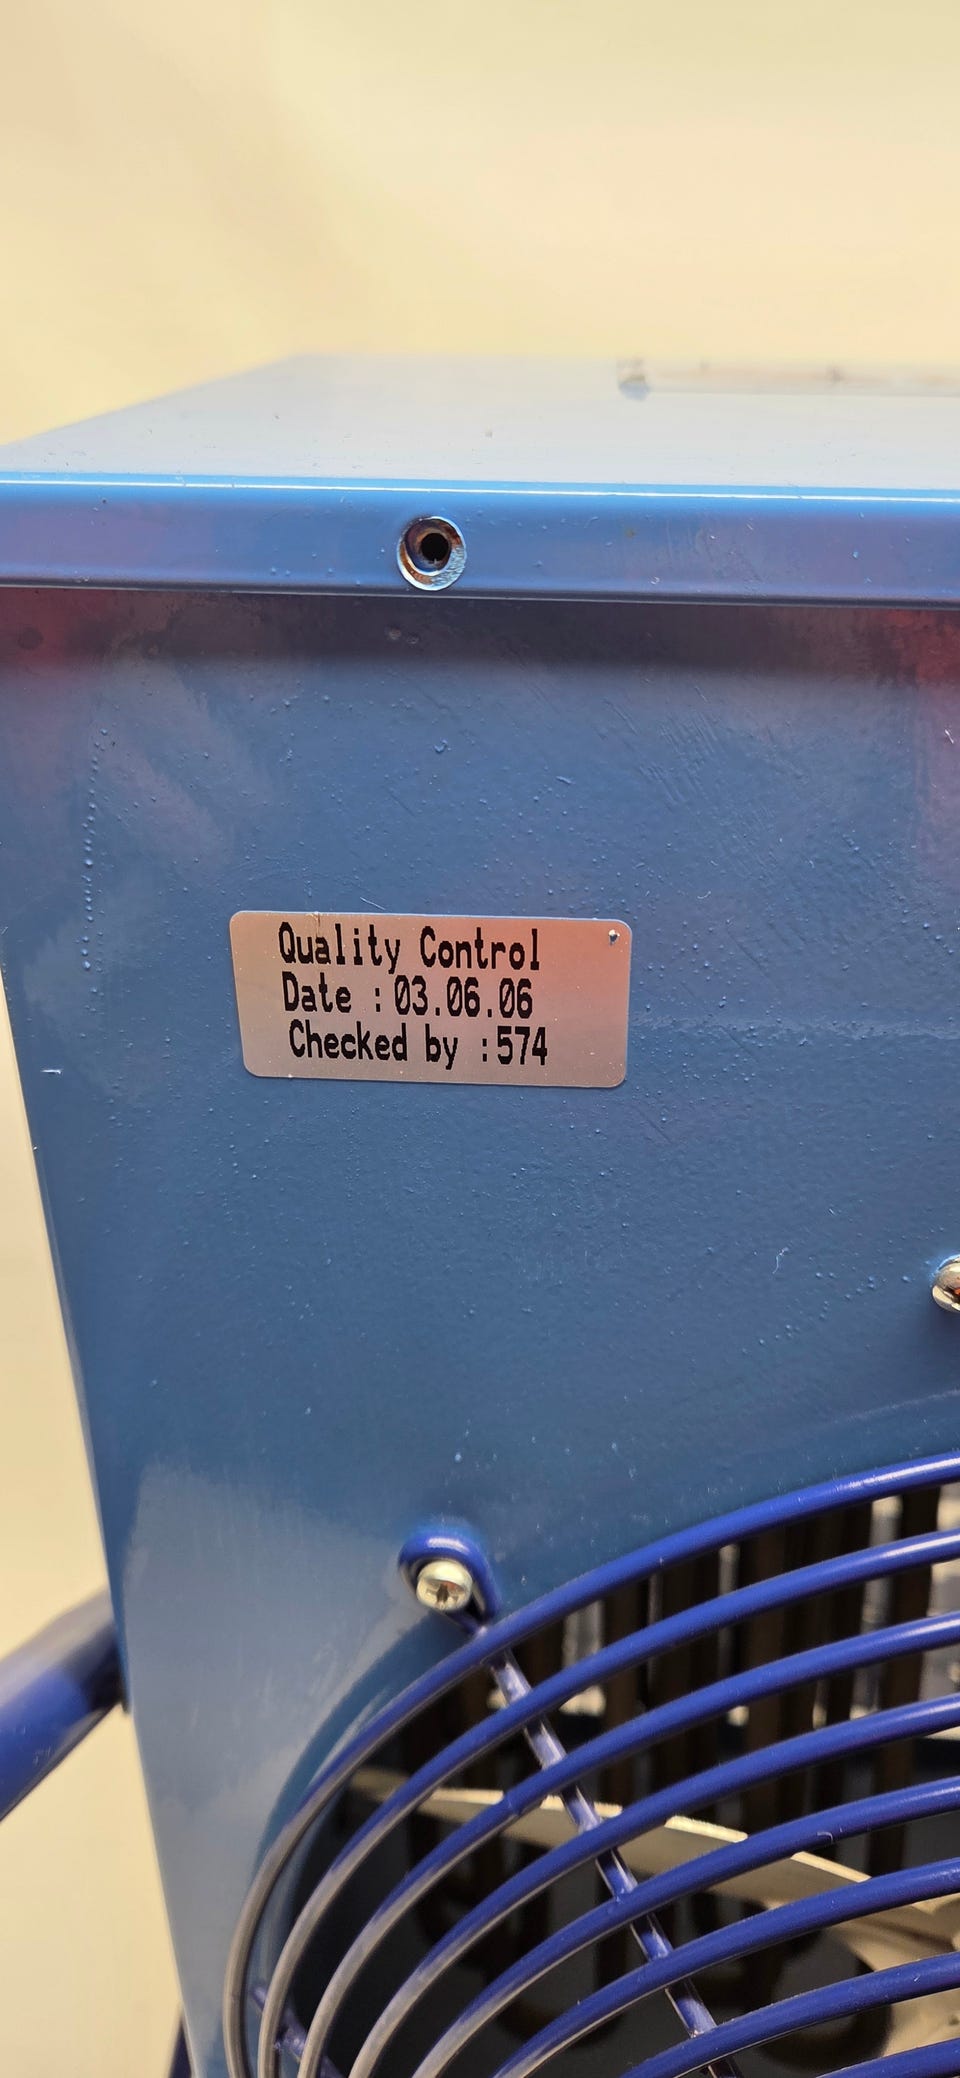 Quality Control
Date :03.06.06
Checked by :574